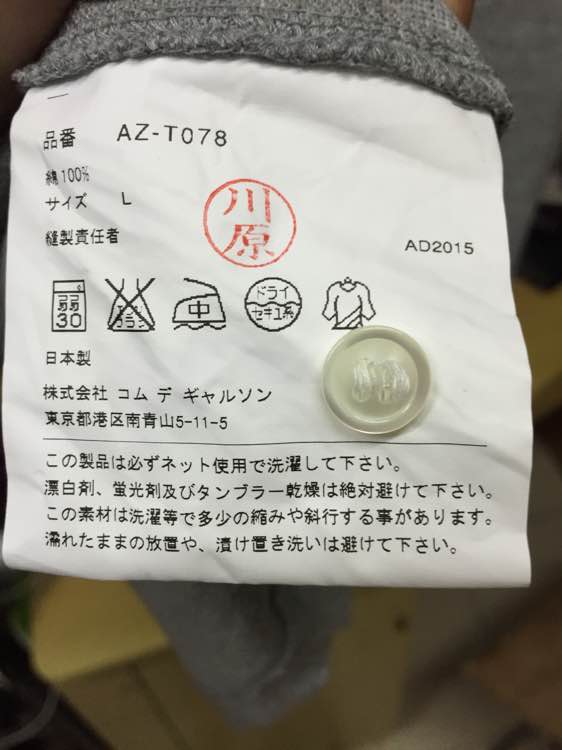 品番 AZ-T078
綿100%
サイズ L
縫製責任者
川原
AD2015
弱
30
エンソ
サラシ
中
ドライ
セキユ系
日本製
株式会社 コム デ ギャルソン
東京都港区南青山5-11-5
この製品は必ずネット使用で洗濯して下さい。
漂白剤、蛍光剤及びタンブラー乾燥は絶対避けて下さい。
この素材は洗濯等で多少の縮みや斜行する事があります。
濡れたままの放置や、漬け置き洗いは避けて下さい。